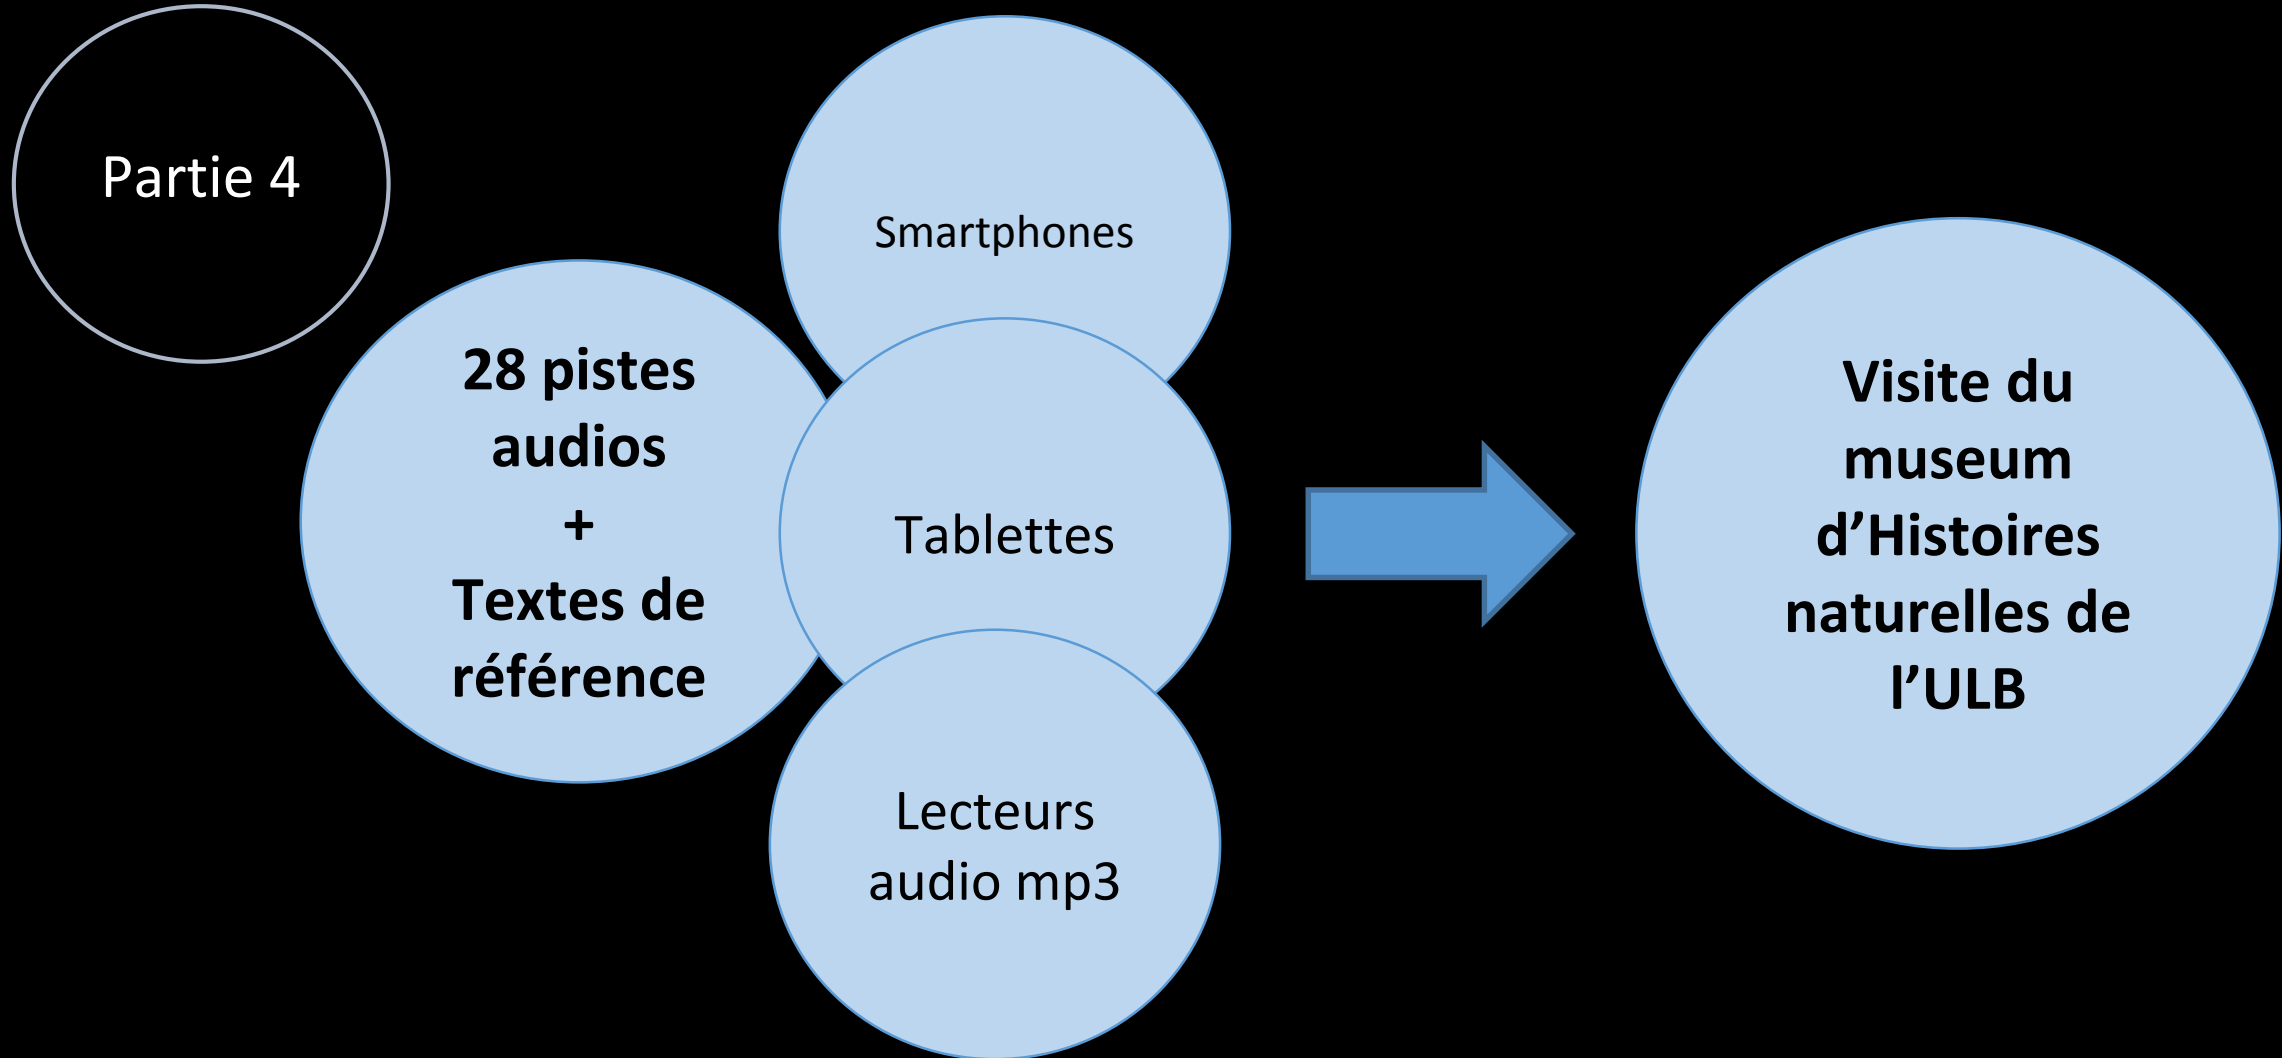 Partie 4
28 pistes
audios
+
Textes de
référence
Smartphones
Tablettes
Lecteurs
audio mp3
Visite du
museum
d’Histoires
naturelles de
l’ULB